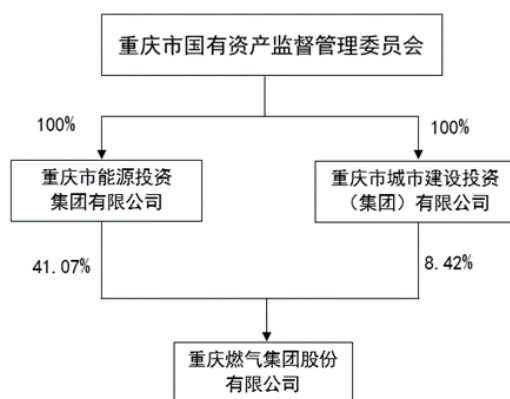 重庆市国有资产监督管理委员会
100%
100%
重庆市能源投资
集团有限公司
重庆市城市建设投资
（集团）有限公司
41.07%
8.42%
重庆燃气集团股份
有限公司